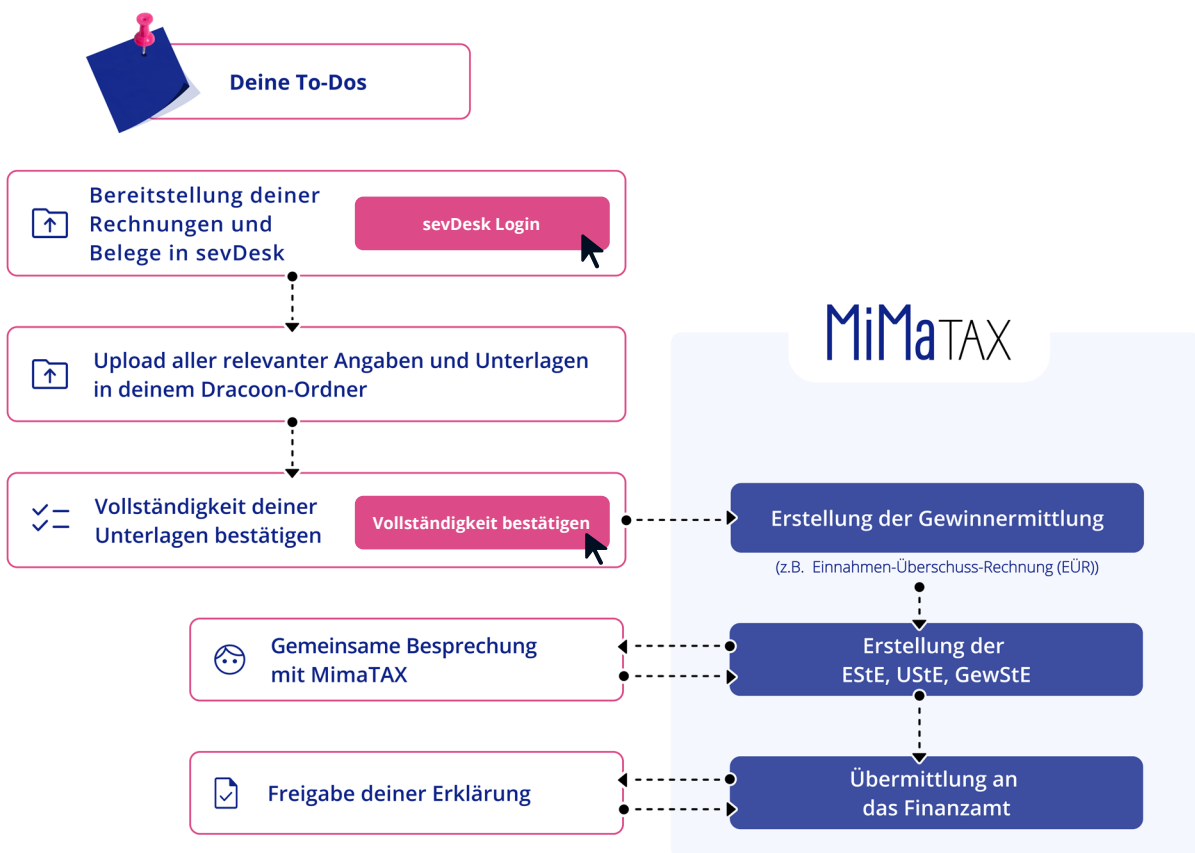 Deine To-Dos
Bereitstellung deiner
Rechnungen und
Belege in sevDesk
sevDesk Login
Upload aller relevanter Angaben und Unterlagen
in deinem Dracoon-Ordner
Vollständigkeit deiner
Unterlagen bestätigen
Vollständigkeit bestätigen
MiMaTAX
Erstellung der Gewinnermittlung
(z.B. Einnahmen-Überschuss-Rechnung (EÜR))
Gemeinsame Besprechung
mit MimaTAX
Erstellung der
EStE, UStE, GewStE
Freigabe deiner Erklärung
Übermittlung an
das Finanzamt